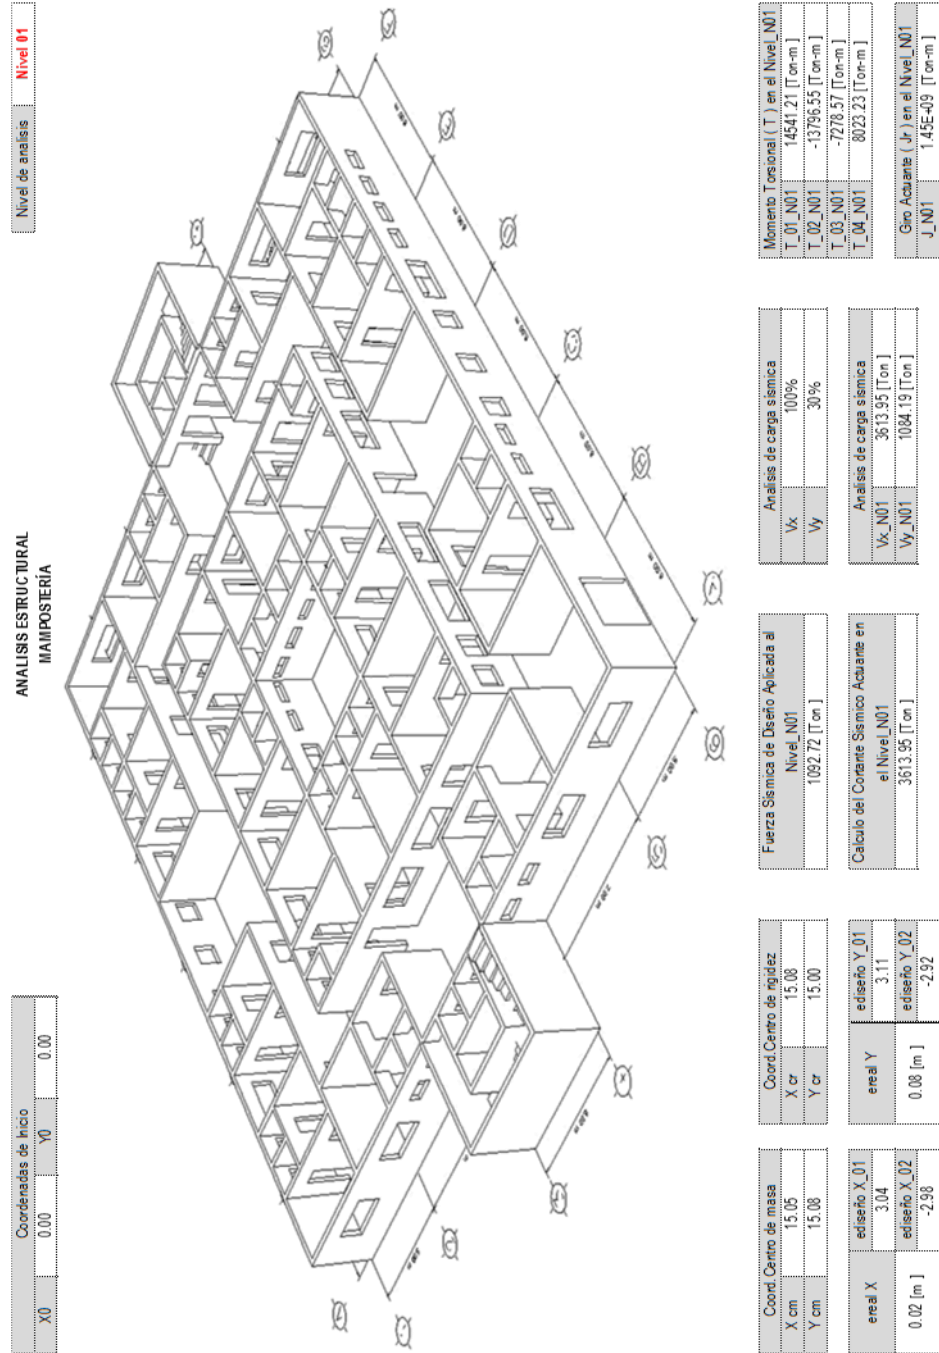 ANALISIS ESTRUCTURAL
MAMPOSTERÍA
Coordenadas de Inicio
X0 0.00 Y0 0.00
Nivel de analisis Nivel 01
Coord. Centro de masa
X cm 15.05
Y cm 15.08
Coord.Centro de rigidez
X cr 15.08
Y cr 15.00
Fuerza Sismica de Diseño Aplicada al
Nivel_N01
1092.72 [Ton ]
Analisis de carga sismica
Vx 100%
Vy 30%
Momento Torsional ( T ) en el Nivel_N01
T_01_N01 14541.21 [Ton-m ]
T_02_N01 -13796.55 [Ton-m ]
T_03_N01 -7278.57 [Ton-m ]
T_04_N01 8023.23 [Ton-m ]
ereal X ediseño X_01
3.04
0.02 [m ] ediseño X_02
-2.98
ereal Y ediseño Y_01
3.11
0.08 [m ] ediseño Y_02
-2.92
Calculo del Cortante Sismico Actuante en
el Nivel_N01
3613.95 [Ton ]
Analisis de carga sismica
Vx_N01 3613.95 [Ton ]
Vy_N01 1084.19 [Ton ]
Giro Actuante ( Jr ) en el Nivel_N01
J_N01 1.45E+09 [Ton-m ]